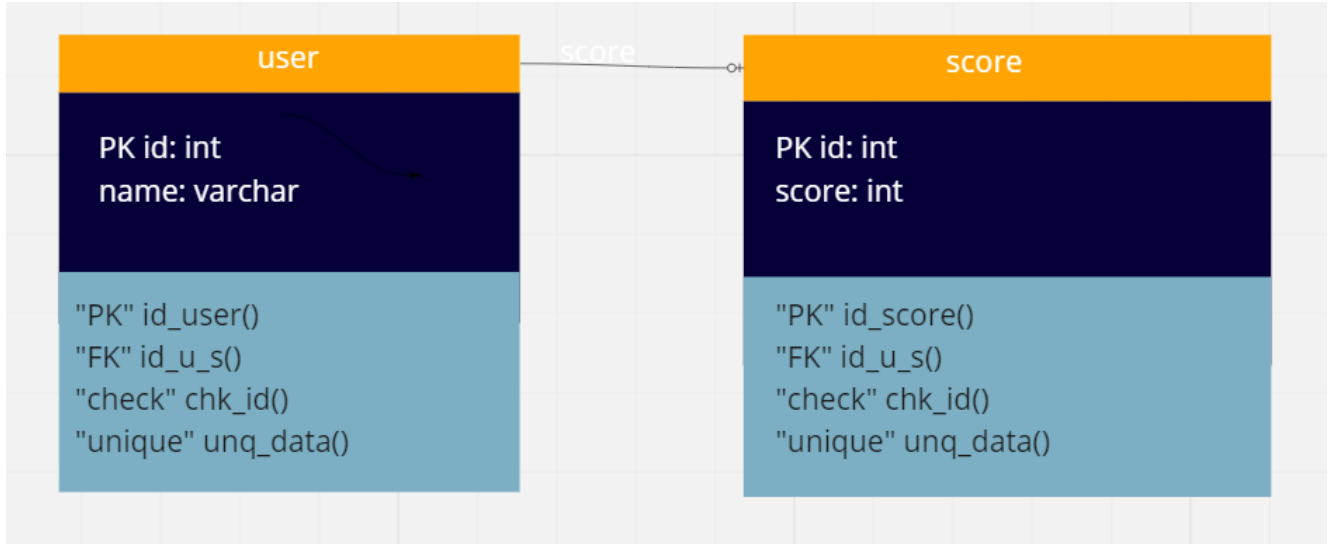 user
score
score
PK id: int
name: varchar
PK id: int
score: int
"PK" id_user()
"FK" id_u_s()
"check" chk_id()
"unique" unq_data()
"PK" id_score()
"FK" id_u_s()
"check" chk_id()
"unique" unq_data()